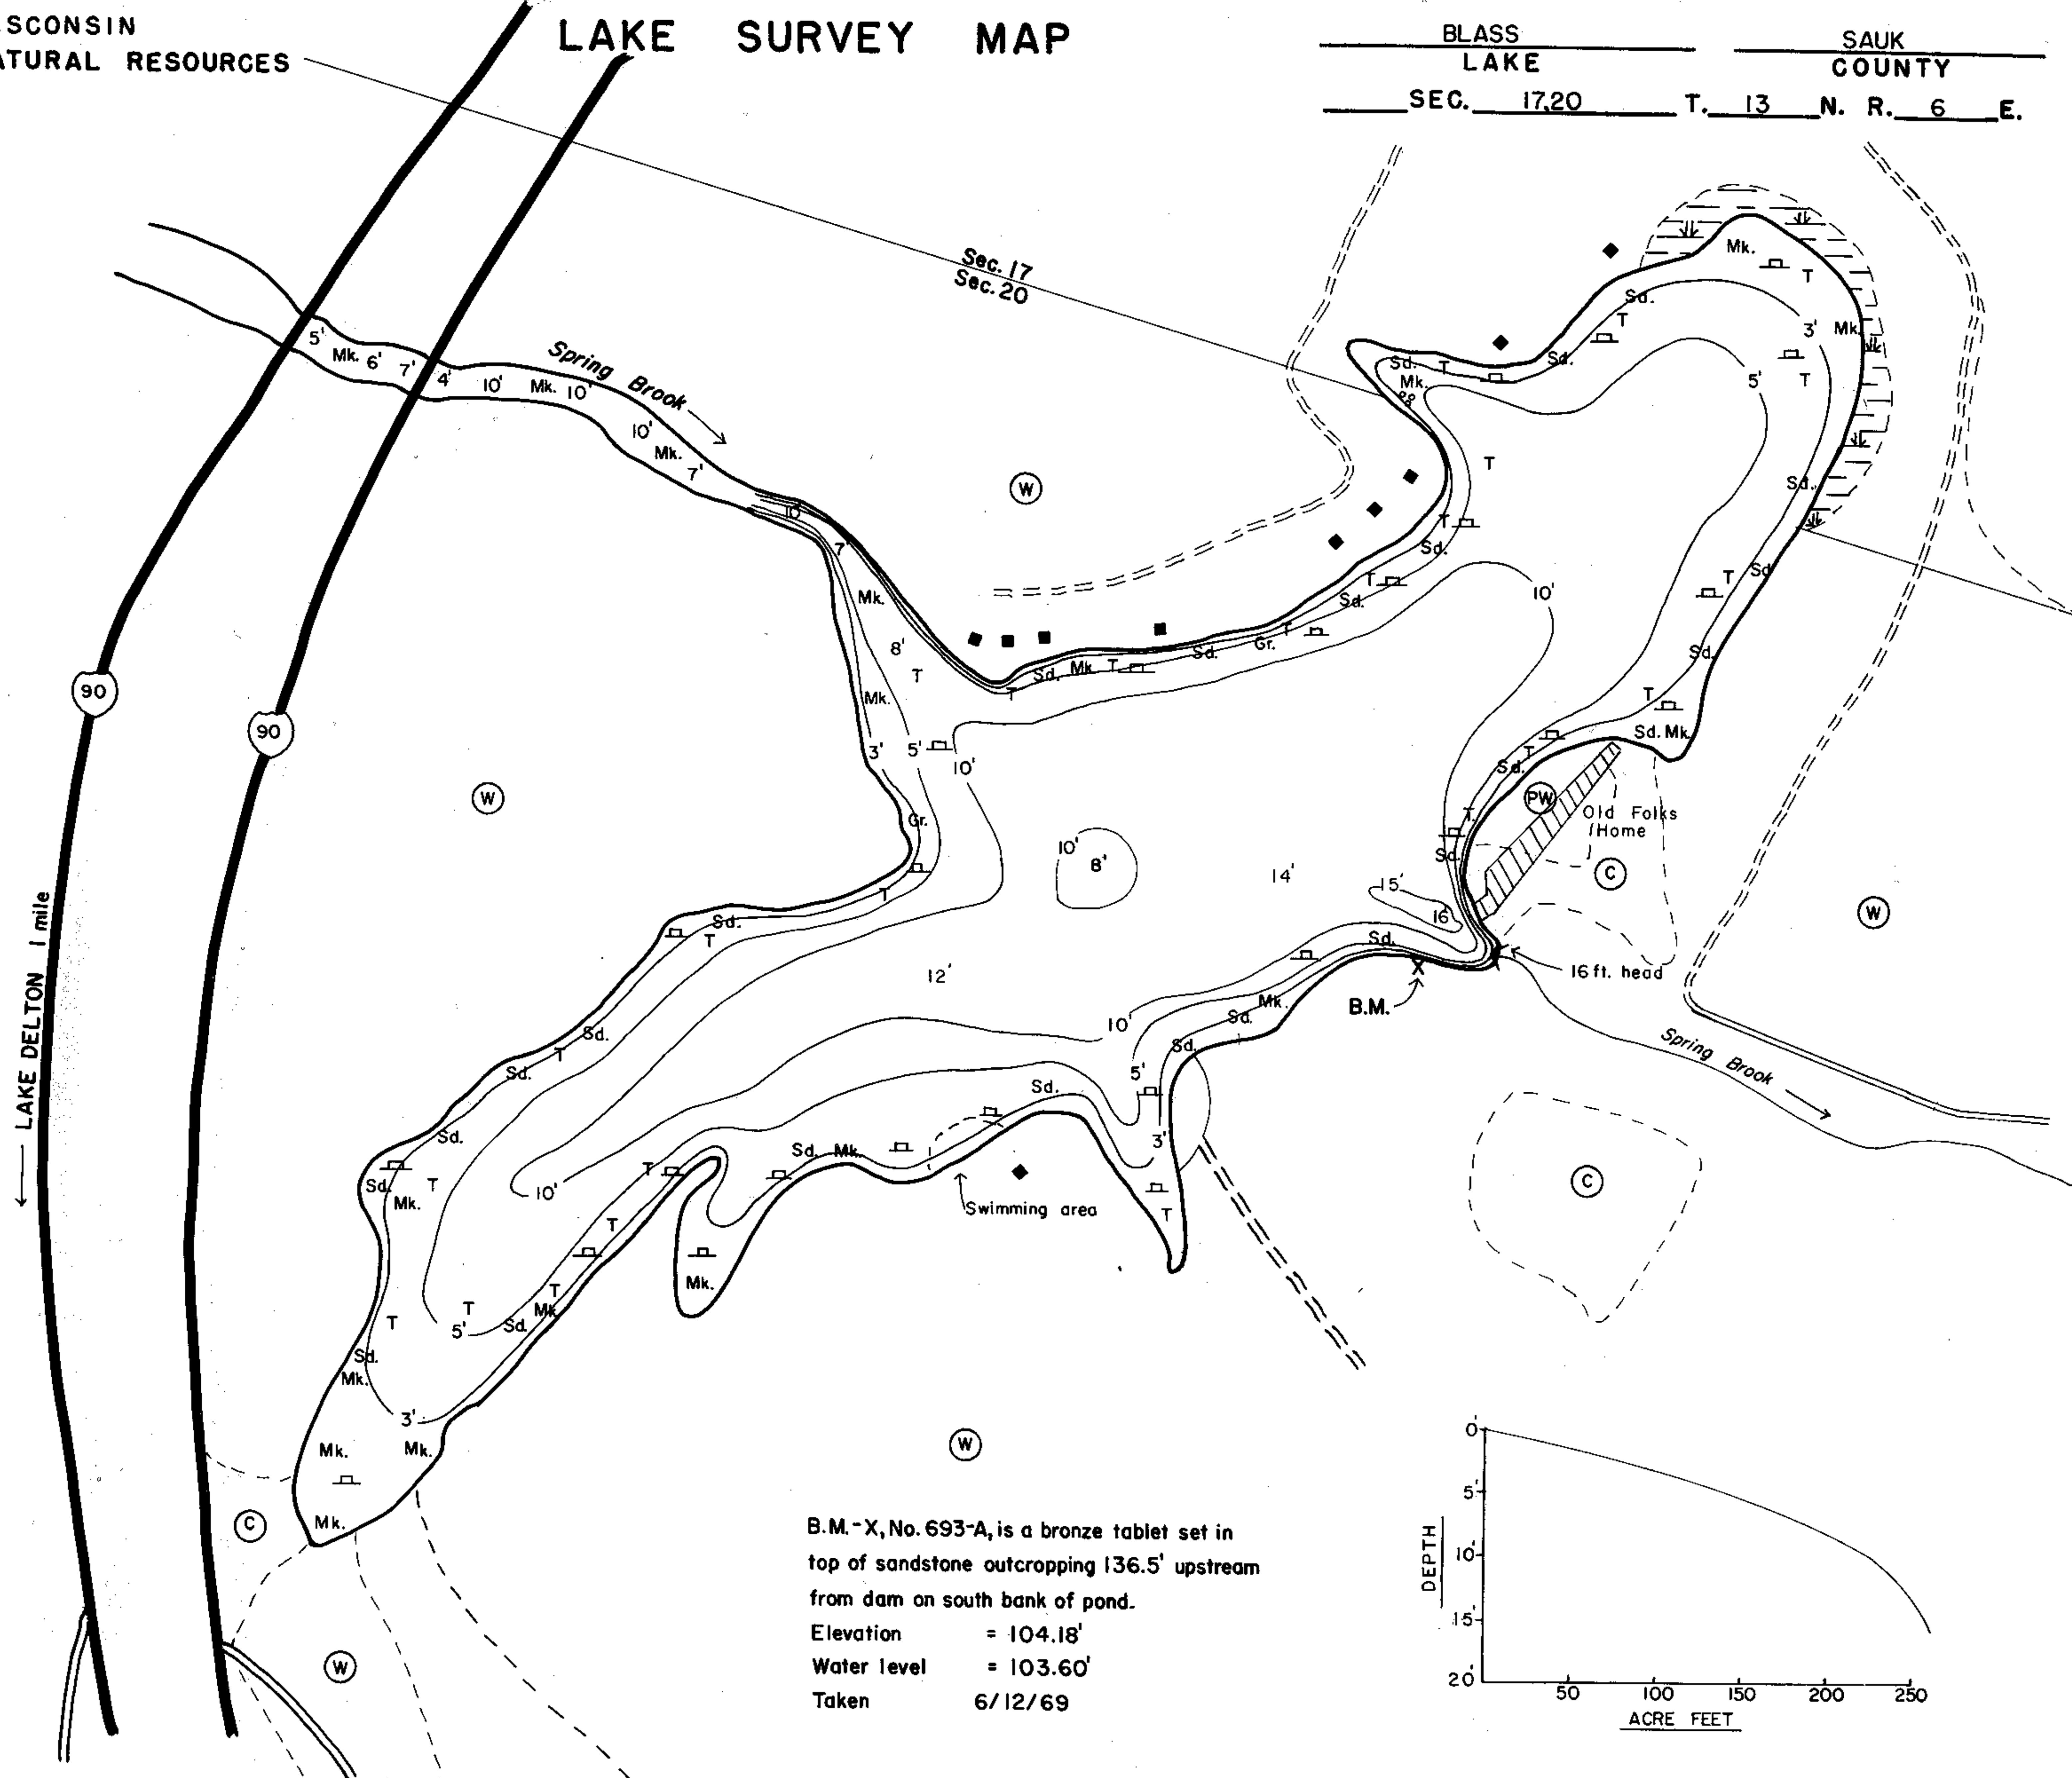 SCONSIN
ATURAL RESOURCES
LAKE SURVEY MAP
BLASS
LAKE
SAUK
COUNTY
SEC. 17,20 T. 13 N. R. 6 E.
Sec. 17
Sec. 20
Mk.
T
Sd.
T
3'
Mk.
Sd.
T
Sd.
Mk.
5'
T
5'
Mk.
6'
7'
4'
10'
Mk.
10'
Spring Brook
10'
Mk.
7'
W
T
Sd.
10'
T
Sd.
7'
T
Sd.
T
Sd.
10'
Mk.
8'
T
Mk.
T
Sd.
Mk.
T
Sd.
Gr.
T
Sd.
T
Sd. Mk.
90
90
3'
5'
10'
T
Sd.
W
PW
Old Folks
Home
Gr.
T
Sd.
10'
8'
14'
15'
16'
C
W
T
Sd.
T
Sd.
12'
16 ft. head
B.M.
LAKE DELTON 1 mile
Sd.
T
Sd.
10'
Mk.
Sd.
Sd.
Spring Brook
5'
Sd.
Sd.
3'
Sd.
Mk.
T
Sd.
Mk.
T
10'
T
Swimming area
T
C
Mk.
T
T
T
Mk.
Sd.
5'
T
Sd.
Mk.
3'
Mk.
Mk.
Mk.
C
W
W
B.M.-X, No. 693-A, is a bronze tablet set in
top of sandstone outcropping 136.5' upstream
from dam on south bank of pond.
Elevation = 104.18'
Water level = 103.60'
Taken 6/12/69
0'
5'
10'
15'
20'
DEPTH
50 100 150 200 250
ACRE FEET